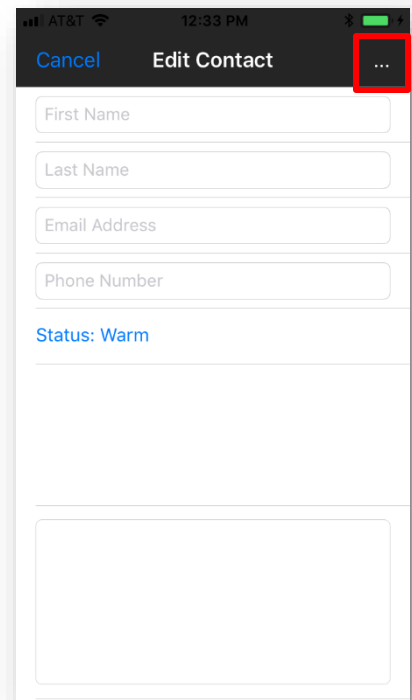 AT&T 12:33 PM
Cancel Edit Contact ...
First Name
Last Name
Email Address
Phone Number
Status: Warm